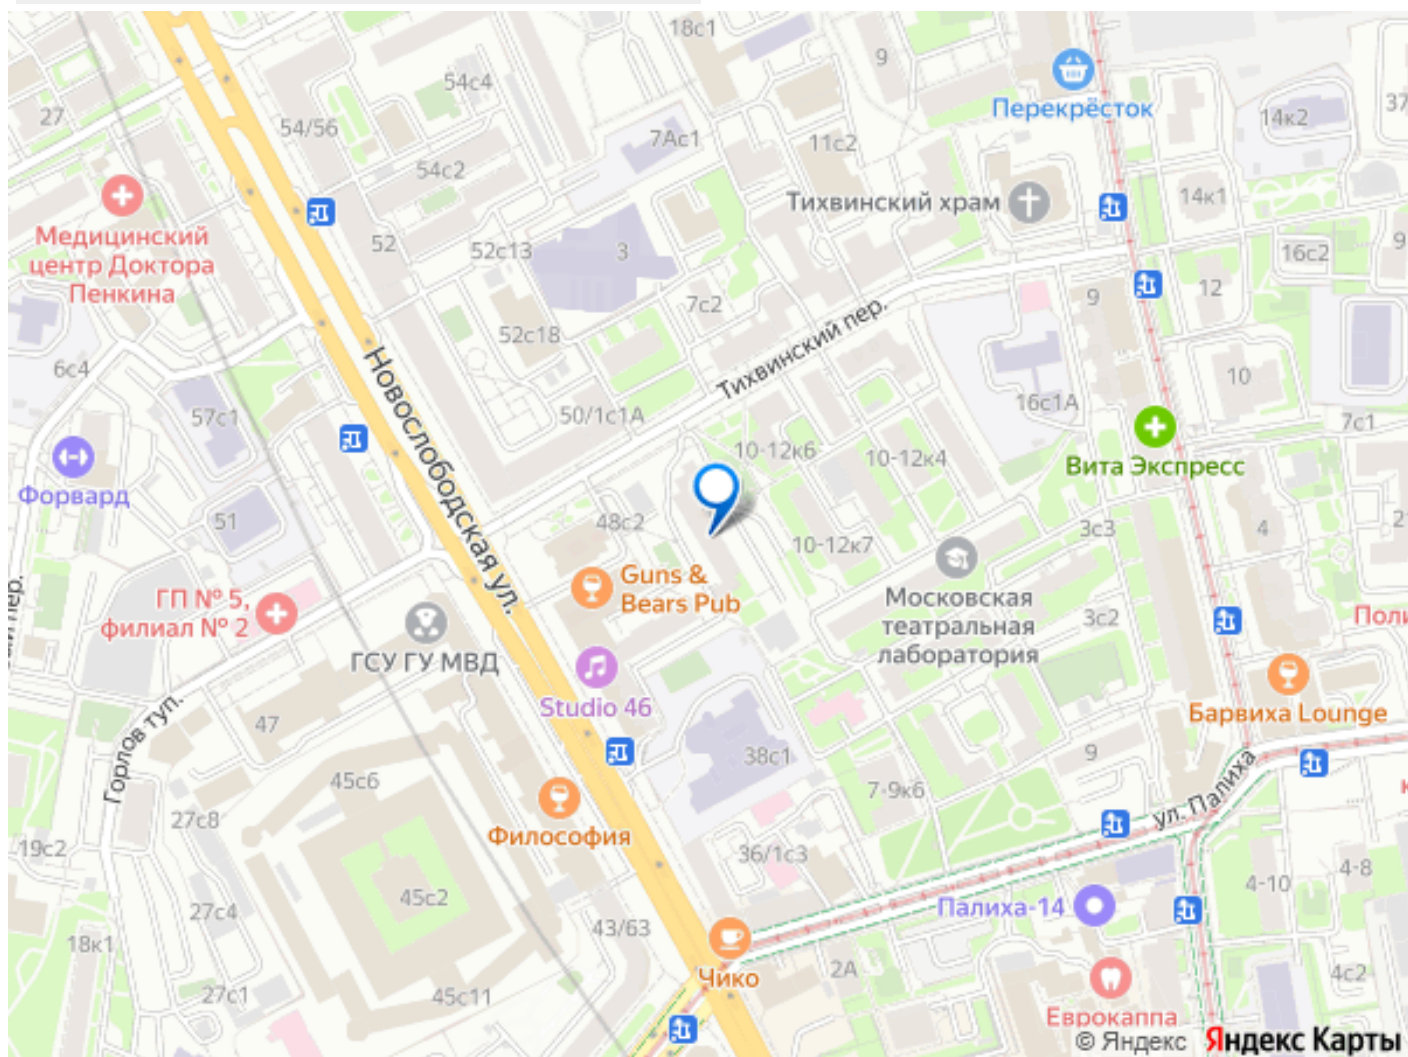 18с1
9
Перекрёсток
37
14к2
54с4
27
54/56
7Ас1
11с2
54с2
Тихвинский храм
14к1
Медицинский
центр Доктора
Пенкина
52
52с13
3
16с2
9
12
9
7с2
52с18
Тихвинский пер.
6с4
Новослободская ул.
10
57с1
50/1с1А
16с1А
7с1
10-12к6
10-12к4
Вита Экспресс
Форвард
51
48с2
4
3с3
10-12к7
Guns &
Bears Pub
ГП № 5,
филиал № 2
Московская
театральная
лаборатория
3с2
ГСУ ГУ МВД
Studio 46
Барвиха Lounge
47
Горлов туп.
38с1
9
45с6
7-9к6
ул. Палиха
27с8
Философия
19с2
36/1с3
4-8
4-10
45с2
27с4
Палиха-14
43/63
18к1
2А
Чико
4с2
27с1
45с11
Еврокаппа
© Яндекс Яндекс Карты